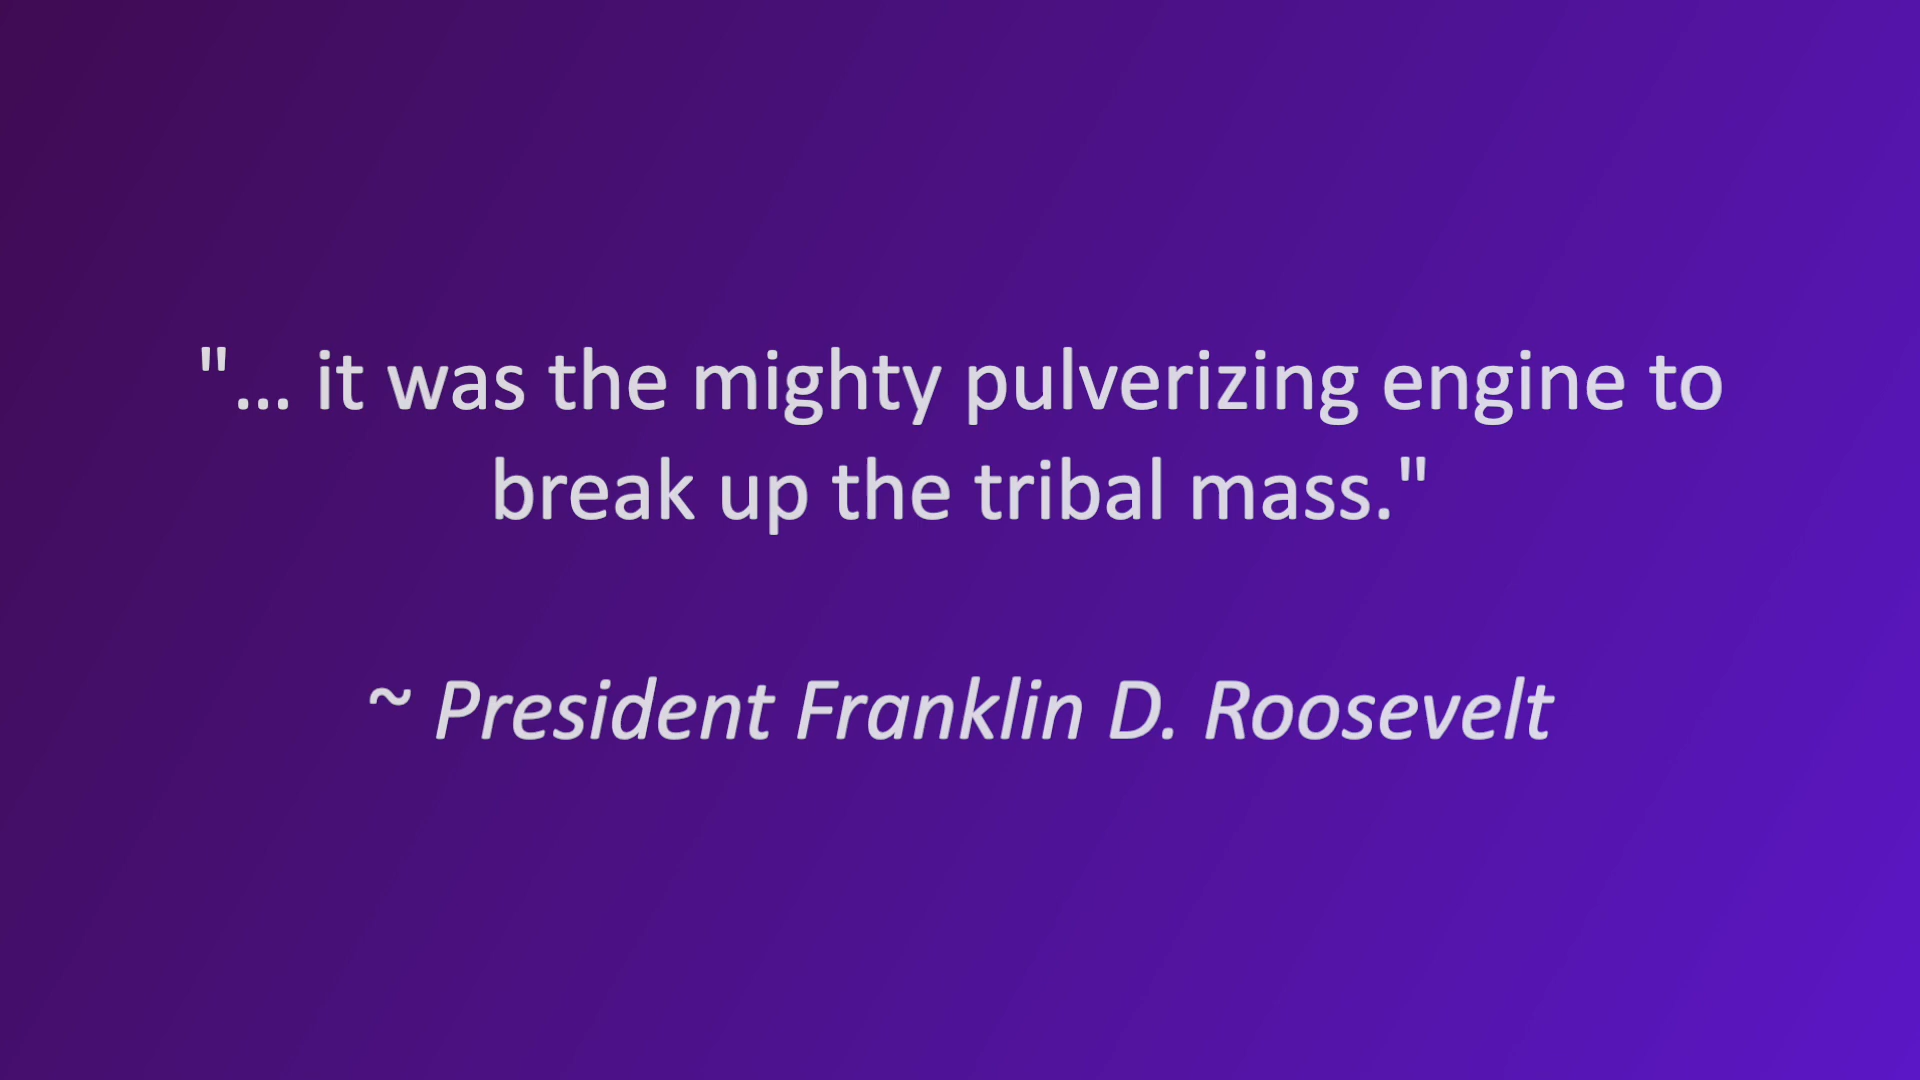 "... it was the mighty pulverizing engine to
break up the tribal mass."
~ President Franklin D. Roosevelt